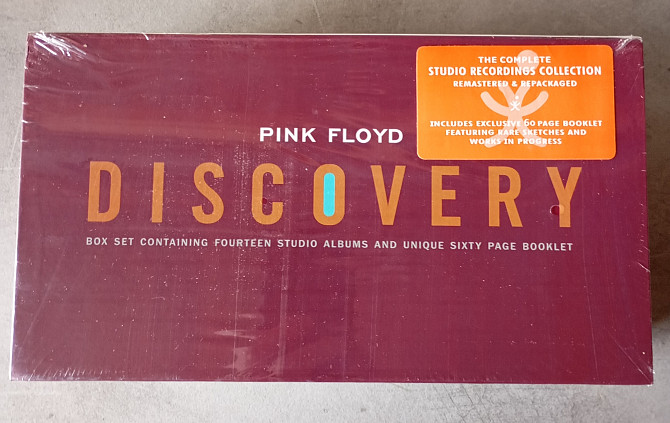 THE COMPLETE
STUDIO RECORDINGS COLLECTION
REMASTERED & REPACKAGED
INCLUDES EXCLUSIVE 60 PAGE BOOKLET
FEATURING RARE SKETCHES AND
WORKS IN PROGRESS
PINK FLOYD
DISCOVERY
BOX SET CONTAINING FOURTEEN STUDIO ALBUMS AND UNIQUE SIXTY PAGE BOOKLET